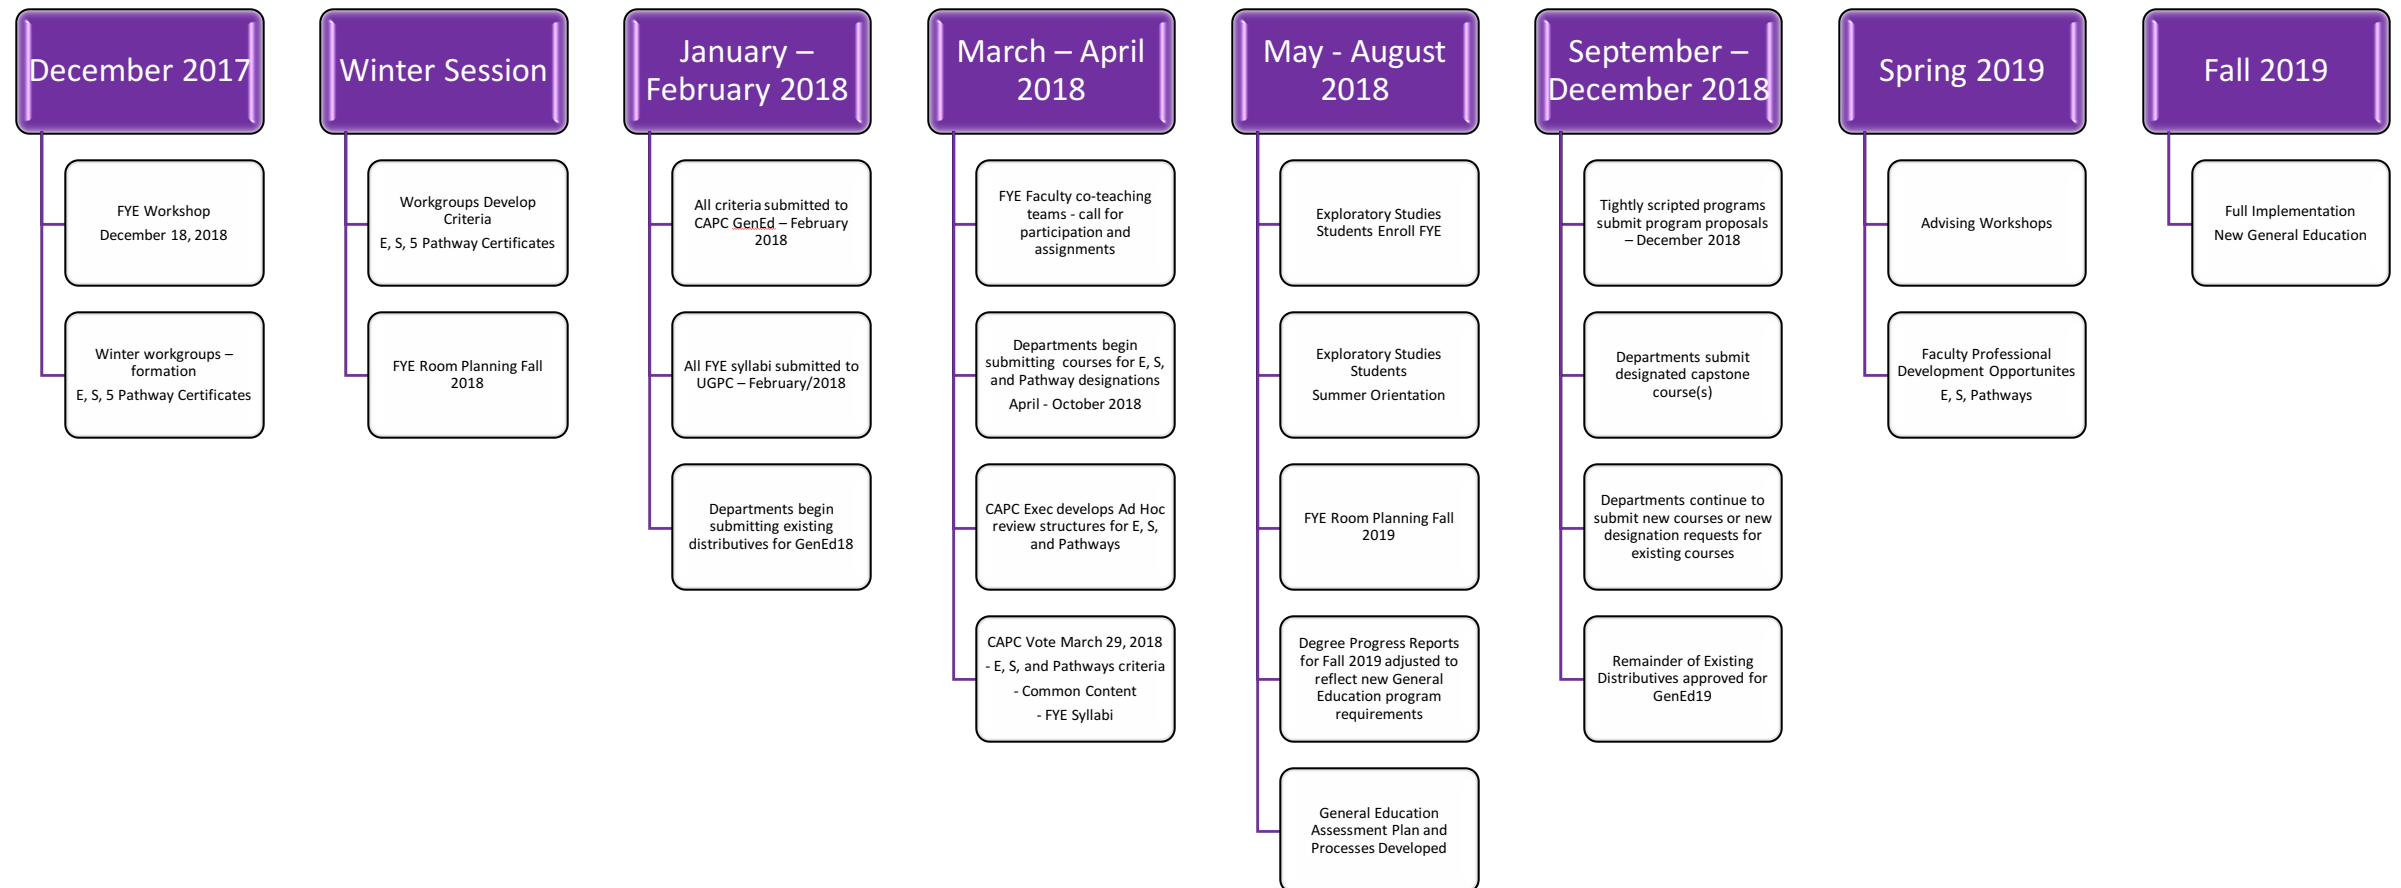 December 2017
FYE Workshop
December 18, 2018
Winter workgroups –
formation
E, S, 5 Pathway Certificates
Winter Session
Workgroups Develop
Criteria
E, S, 5 Pathway Certificates
FYE Room Planning Fall
2018
January –
February 2018
All criteria submitted to
CAPC GenEd – February
2018
All FYE syllabi submitted to
UGPC – February/2018
Departments begin
submitting existing
distributives for GenEd18
March – April
2018
FYE Faculty co-teaching
teams - call for
participation and
assignments
Departments begin
submitting courses for E, S,
and Pathway designations
April - October 2018
CAPC Exec develops Ad Hoc
review structures for E, S,
and Pathways
CAPC Vote March 29, 2018
- E, S, and Pathways criteria
- Common Content
- FYE Syllabi
May - August
2018
Exploratory Studies
Students Enroll FYE
Exploratory Studies
Students
Summer Orientation
FYE Room Planning Fall
2019
Degree Progress Reports
for Fall 2019 adjusted to
reflect new General
Education program
requirements
General Education
Assessment Plan and
Processes Developed
September –
December 2018
Tightly scripted programs
submit program proposals
– December 2018
Departments submit
designated capstone
course(s)
Departments continue to
submit new courses or new
designation requests for
existing courses
Remainder of Existing
Distributives approved for
GenEd19
Spring 2019
Advising Workshops
Faculty Professional
Development Opportunites
E, S, Pathways
Fall 2019
Full Implementation
New General Education